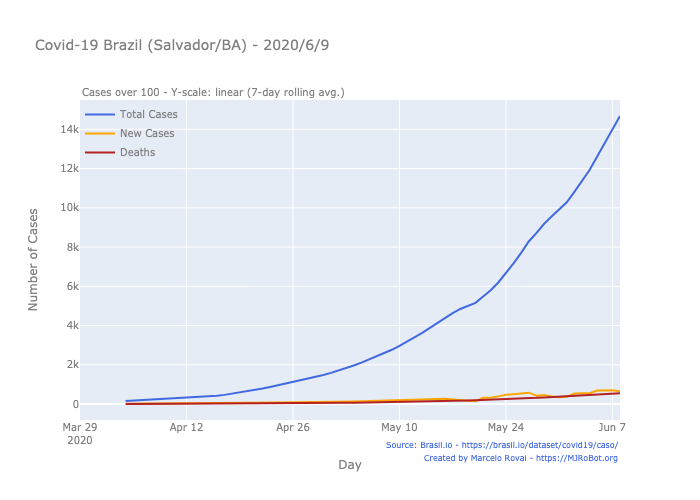 Covid-19 Brazil (Salvador/BA) - 2020/6/9
Cases over 100 - Y-scale: linear (7-day rolling avg.)
Total Cases
New Cases
Deaths
14k
12k
10k
8k
6k
4k
2k
0
Number of Cases
Mar 29
2020
Apr 12
Apr 26
May 10
May 24
Jun 7
Day
Source: Brasil.io - https://brasil.io/dataset/covid19/caso/
Created by Marcelo Rovai - https://MJRoBot.org